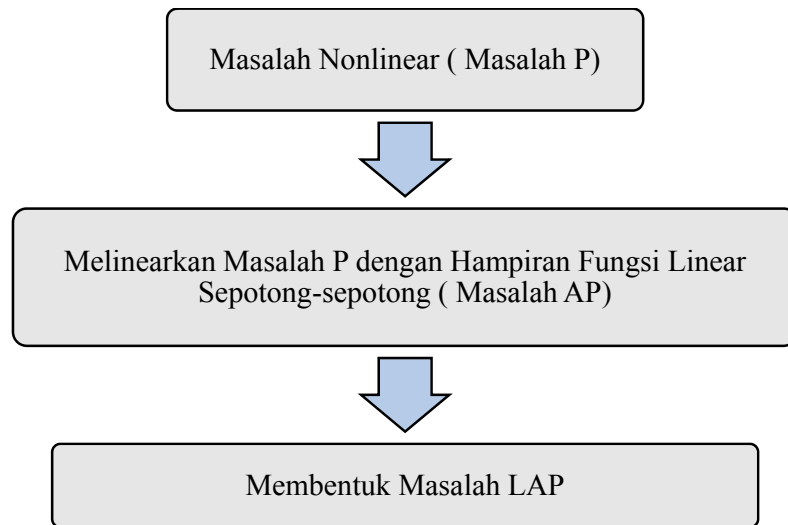 Masalah Nonlinear ( Masalah P)
Melinearkan Masalah P dengan Hampiran Fungsi Linear
Sepotong-sepotong ( Masalah AP)
Membentuk Masalah LAP